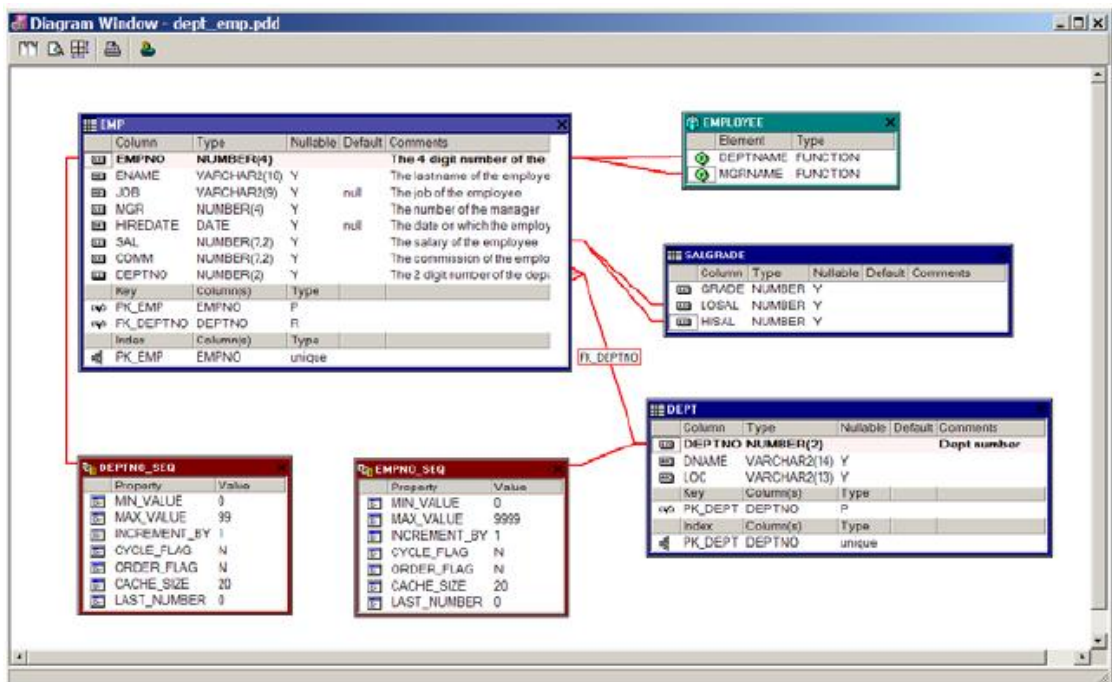 Diagram Window - dept_emp.pdd
EMP
Column Type Nullable Default Comments
EMPNO NUMBER(4) The 4 digit number of the
ENAME VARCHAR2(10) Y The lastname of the employe
JOB VARCHAR2(9) Y null The job of the employee
MGR NUMBER(4) Y The number of the manager
HIREDATE DATE Y null The date on which the employ
SAL NUMBER(7,2) Y The salary of the employee
COMM NUMBER(7,2) Y The commission of the emplo
DEPTNO NUMBER(2) Y The 2 digit number of the depa
Key Column(s) Type
PK_EMP EMPNO P
FK_DEPTNO DEPTNO R
Index Column(s) Type
PK_EMP EMPNO unique
EMPLOYEE
Element Type
DEPTNAME FUNCTION
MGRNAME FUNCTION
SALGRADE
Column Type Nullable Default Comments
GRADE NUMBER Y
LOSAL NUMBER Y
HISAL NUMBER Y
FK_DEPTNO
DEPT
Column Type Nullable Default Comments
DEPTNO NUMBER(2) Dept number
DNAME VARCHAR2(14) Y
LOC VARCHAR2(13) Y
Key Column(s) Type
PK_DEPT DEPTNO P
Index Column(s) Type
PK_DEPT DEPTNO unique
DEPTNO_SEQ
Property Value
MIN_VALUE 0
MAX_VALUE 99
INCREMENT_BY 1
CYCLE_FLAG N
ORDER_FLAG N
CACHE_SIZE 20
LAST_NUMBER 0
EMPNO_SEQ
Property Value
MIN_VALUE 0
MAX_VALUE 9999
INCREMENT_BY 1
CYCLE_FLAG N
ORDER_FLAG N
CACHE_SIZE 20
LAST_NUMBER 0